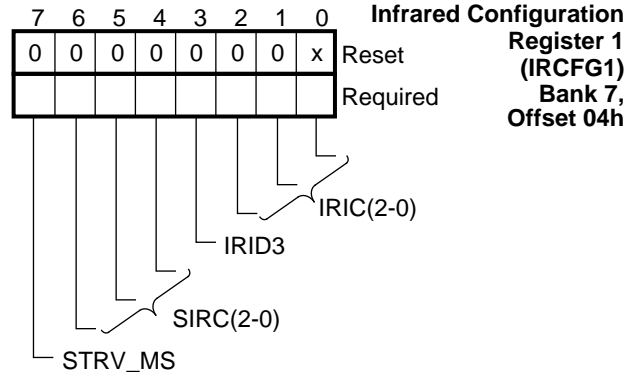 7 6 5 4 3 2 1 0
Infrared Configuration
Register 1
(IRCFG1)
Bank 7,
Offset 04h
0 0 0 0 0 0 0 x Reset
Required
IRIC(2-0)
IRID3
SIRC(2-0)
STRV_MS